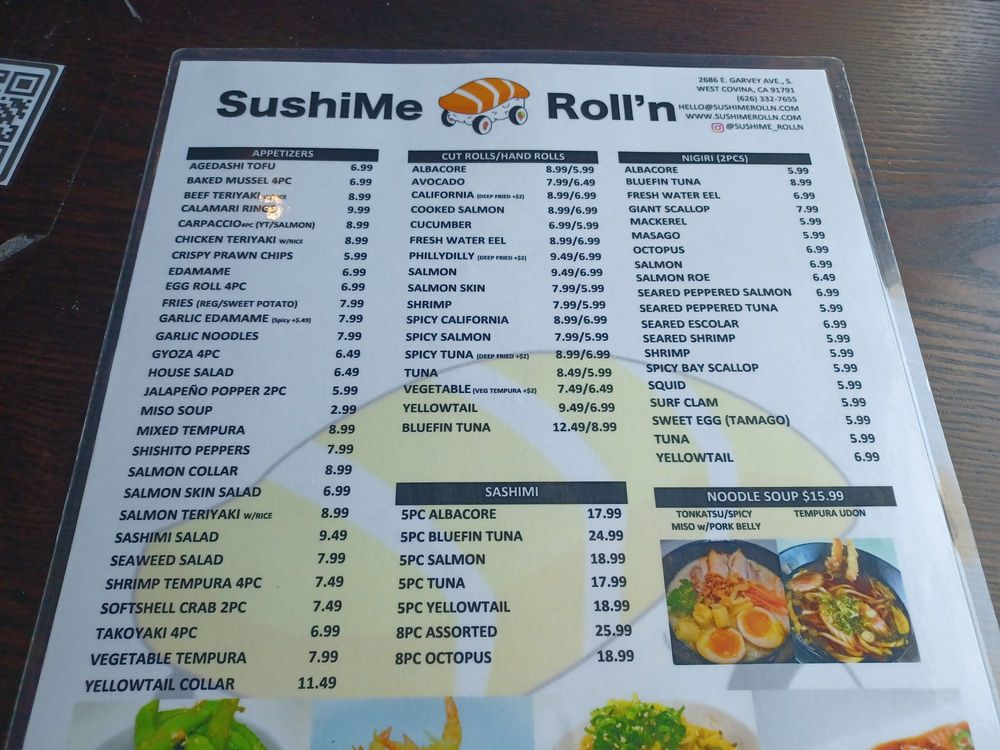 SushiMe Roll'n
2686 E. GARVEY AVE., S.
WEST COVINA, CA 91791
(626) 332-7655
HELLO@SUSHIMEROLLN.COM
WWW.SUSHIMEROLLN.COM
@SUSHIME_ROLLN
APPETIZERS
AGEDASHI TOFU 6.99
BAKED MUSSEL 4PC 6.99
BEEF TERIYAKI 8.99
CALAMARI RINGS 9.99
CARPACCIO 4PC (YT/SALMON) 8.99
CHICKEN TERIYAKI W/RICE 8.99
CRISPY PRAWN CHIPS 5.99
EDAMAME 6.99
EGG ROLL 4PC 6.99
FRIES (REG/SWEET POTATO) 7.99
GARLIC EDAMAME (Spicy +$.49) 7.99
GARLIC NOODLES 7.99
GYOZA 4PC 6.49
HOUSE SALAD 6.49
JALAPEÑO POPPER 2PC 5.99
MISO SOUP 2.99
MIXED TEMPURA 8.99
SHISHITO PEPPERS 7.99
SALMON COLLAR 8.99
SALMON SKIN SALAD 6.99
SALMON TERIYAKI W/RICE 8.99
SASHIMI SALAD 9.49
SEAWEED SALAD 7.99
SHRIMP TEMPURA 4PC 7.49
SOFTSHELL CRAB 2PC 7.49
TAKOYAKI 4PC 6.99
VEGETABLE TEMPURA 7.99
YELLOWTAIL COLLAR 11.49
CUT ROLLS/HAND ROLLS
ALBACORE 8.99/5.99
AVOCADO 7.99/6.49
CALIFORNIA (DEEP FRIED +$2) 8.99/6.99
COOKED SALMON 8.99/6.99
CUCUMBER 6.99/5.99
FRESH WATER EEL 8.99/6.99
PHILLYDILLY (DEEP FRIED +$2) 9.49/6.99
SALMON 9.49/6.99
SALMON SKIN 7.99/5.99
SHRIMP 7.99/5.99
SPICY CALIFORNIA 8.99/6.99
SPICY SALMON 7.99/5.99
SPICY TUNA (DEEP FRIED +$2) 8.99/6.99
TUNA 8.49/5.99
VEGETABLE (VEG TEMPURA +$2) 7.49/6.49
YELLOWTAIL 9.49/6.99
BLUEFIN TUNA 12.49/8.99
SASHIMI
5PC ALBACORE 17.99
5PC BLUEFIN TUNA 24.99
5PC SALMON 18.99
5PC TUNA 17.99
5PC YELLOWTAIL 18.99
8PC ASSORTED 25.99
8PC OCTOPUS 18.99
NIGIRI (2PCS)
ALBACORE 5.99
BLUEFIN TUNA 8.99
FRESH WATER EEL 6.99
GIANT SCALLOP 7.99
MACKEREL 5.99
MASAGO 5.99
OCTOPUS 6.99
SALMON 6.99
SALMON ROE 6.49
SEARED PEPPERED SALMON 6.99
SEARED PEPPERED TUNA 5.99
SEARED ESCOLAR 6.99
SEARED SHRIMP 5.99
SHRIMP 5.99
SPICY BAY SCALLOP 5.99
SQUID 5.99
SURF CLAM 5.99
SWEET EGG (TAMAGO) 5.99
TUNA 5.99
YELLOWTAIL 6.99
NOODLE SOUP $15.99
TONKATSU/SPICY
MISO w/PORK BELLY
TEMPURA UDON